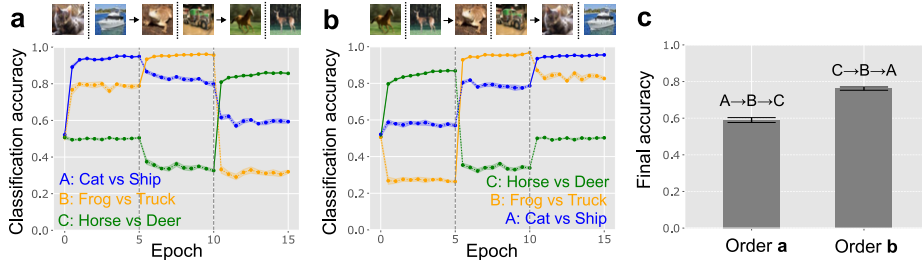 a
Classification accuracy
1.0
0.8
0.6
0.4
0.2
0.0
A: Cat vs Ship
B: Frog vs Truck
C: Horse vs Deer
0 5 10 15
Epoch
b
Classification accuracy
1.0
0.8
0.6
0.4
0.2
0.0
C: Horse vs Deer
B: Frog vs Truck
A: Cat vs Ship
0 5 10 15
Epoch
c
Final accuracy
1.0
0.8
0.6
0.4
0.2
0.0
A→B→C
C→B→A
Order a
Order b